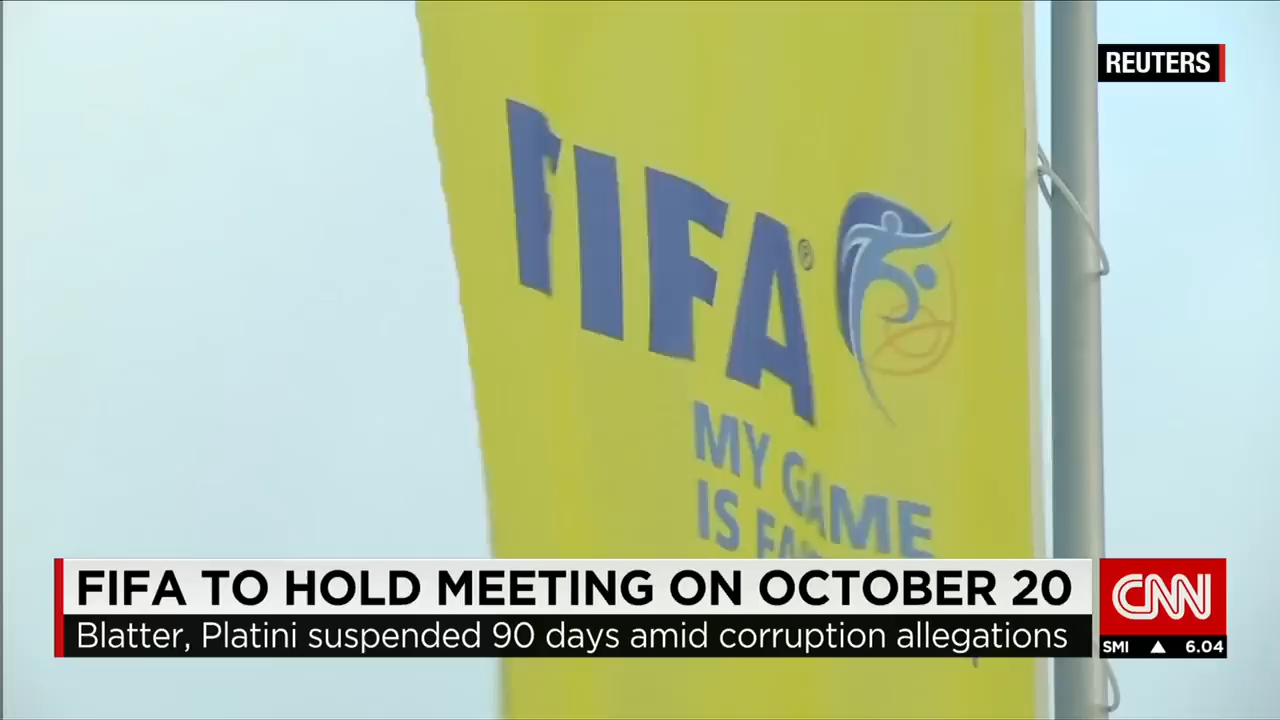 REUTERS
FIFA®
MY GAME
IS
FIFA TO HOLD MEETING ON OCTOBER 20
Blatter, Platini suspended 90 days amid corruption allegations
CNN
SMI ▲ 6.04